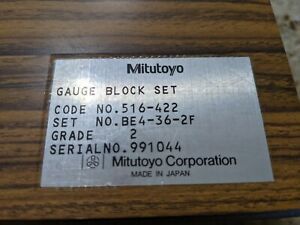 Mitutoyo
GAUGE BLOCK SET
CODE NO.516-422
SET NO.BE4-36-2F
GRADE 2
SERIALNO.991044
Mitutoyo Corporation
MADE IN JAPAN